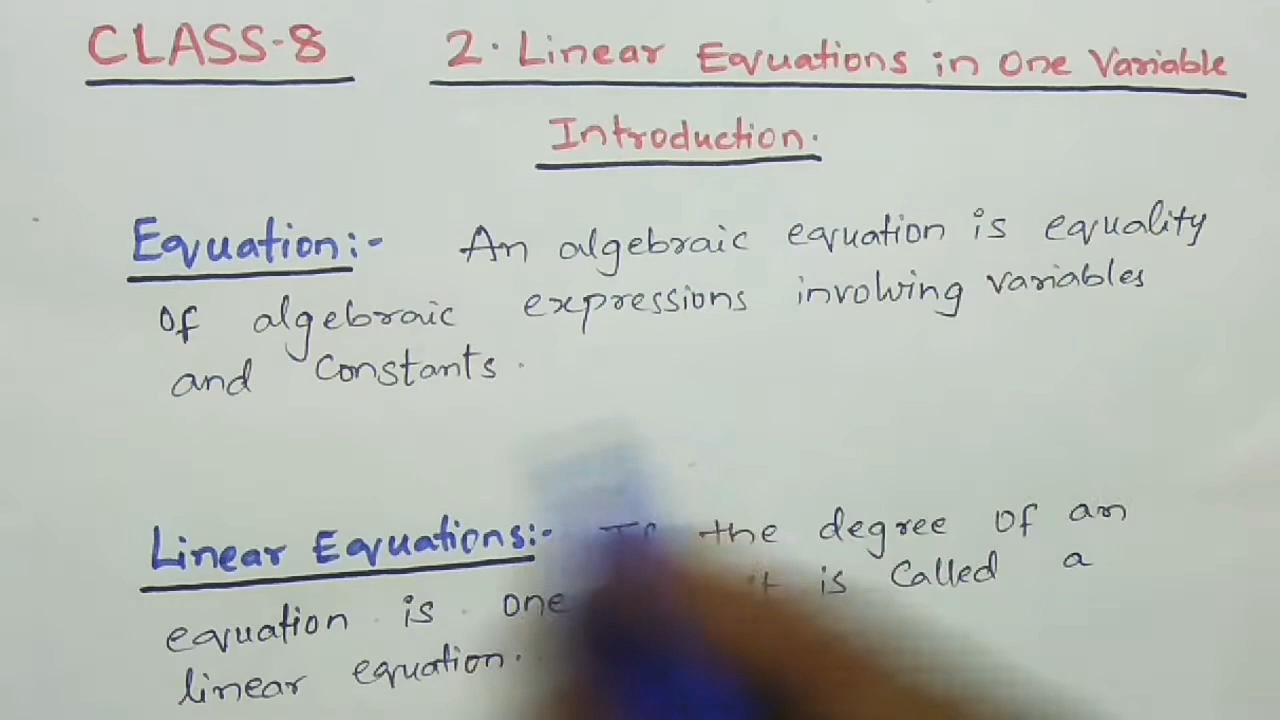 CLASS-8 2. Linear Equations in One Variable
Introduction.
Equation:- An algebraic equation is equality
of algebraic expressions involving variables
and constants.
Linear Equations:- the degree of an
equation is one it is called a
linear equation.